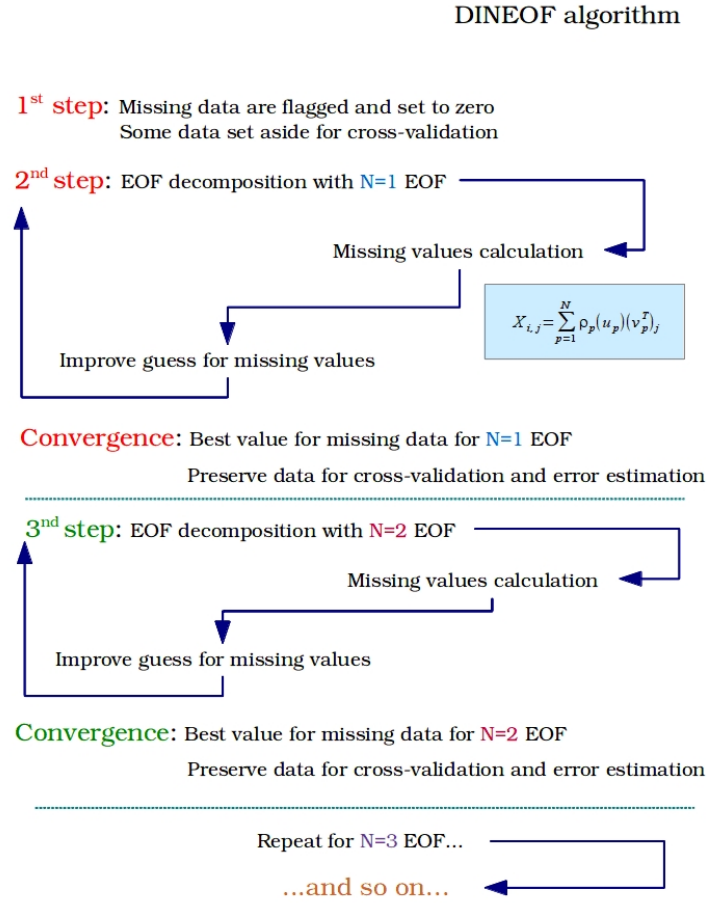 DINEOF algorithm
1st step: Missing data are flagged and set to zero
Some data set aside for cross-validation
2nd step: EOF decomposition with N=1 EOF
Missing values calculation
X_{i,j} = \sum_{p=1}^{N} ρ_p(u_p)(v_p^T)_j
Improve guess for missing values
Convergence: Best value for missing data for N=1 EOF
Preserve data for cross-validation and error estimation
3nd step: EOF decomposition with N=2 EOF
Missing values calculation
Improve guess for missing values
Convergence: Best value for missing data for N=2 EOF
Preserve data for cross-validation and error estimation
Repeat for N=3 EOF...
...and so on...